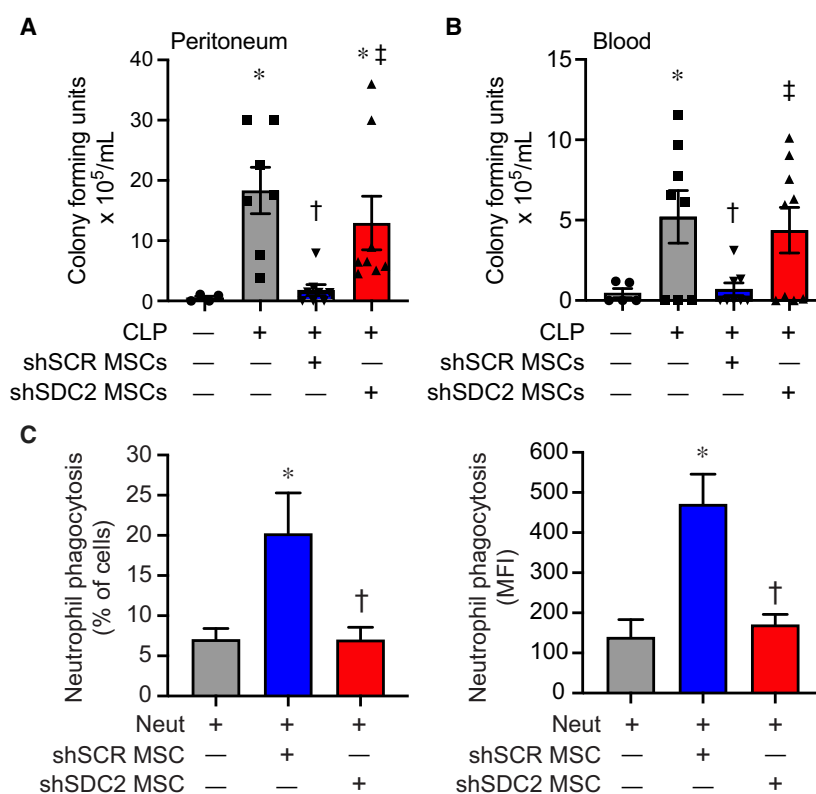 A
Peritoneum
Colony forming units
x 10⁵/mL
40
30
20
10
0
*
†
* ‡
CLP — + + +
shSCR MSCs — — + —
shSDC2 MSCs — — — +
B
Blood
Colony forming units
x 10⁵/mL
15
10
5
0
*
†
‡
CLP — + + +
shSCR MSCs — — + —
shSDC2 MSCs — — — +
C
Neutrophil phagocytosis
(% of cells)
30
25
20
15
10
5
0
*
†
Neut + + +
shSCR MSC — + —
shSDC2 MSC — — +
Neutrophil phagocytosis
(MFI)
600
500
400
300
200
100
0
*
†
Neut + + +
shSCR MSC — + —
shSDC2 MSC — — +